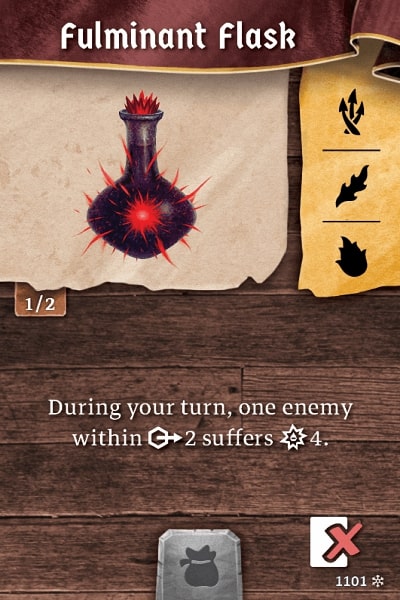 Fulminant Flask
1/2
During your turn, one enemy
within 2 suffers 4.
1101